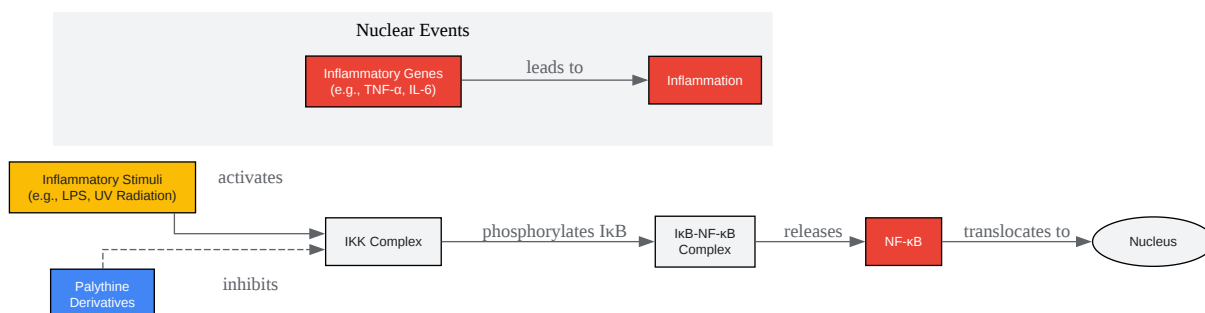 Nuclear Events
Inflammatory Genes
(e.g., TNF-α, IL-6)
leads to
Inflammation
Inflammatory Stimuli
(e.g., LPS, UV Radiation)
activates
IKK Complex
phosphorylates IκB
IκB-NF-κB
Complex
releases
NF-κB
translocates to
Nucleus
Palythine
Derivatives
inhibits